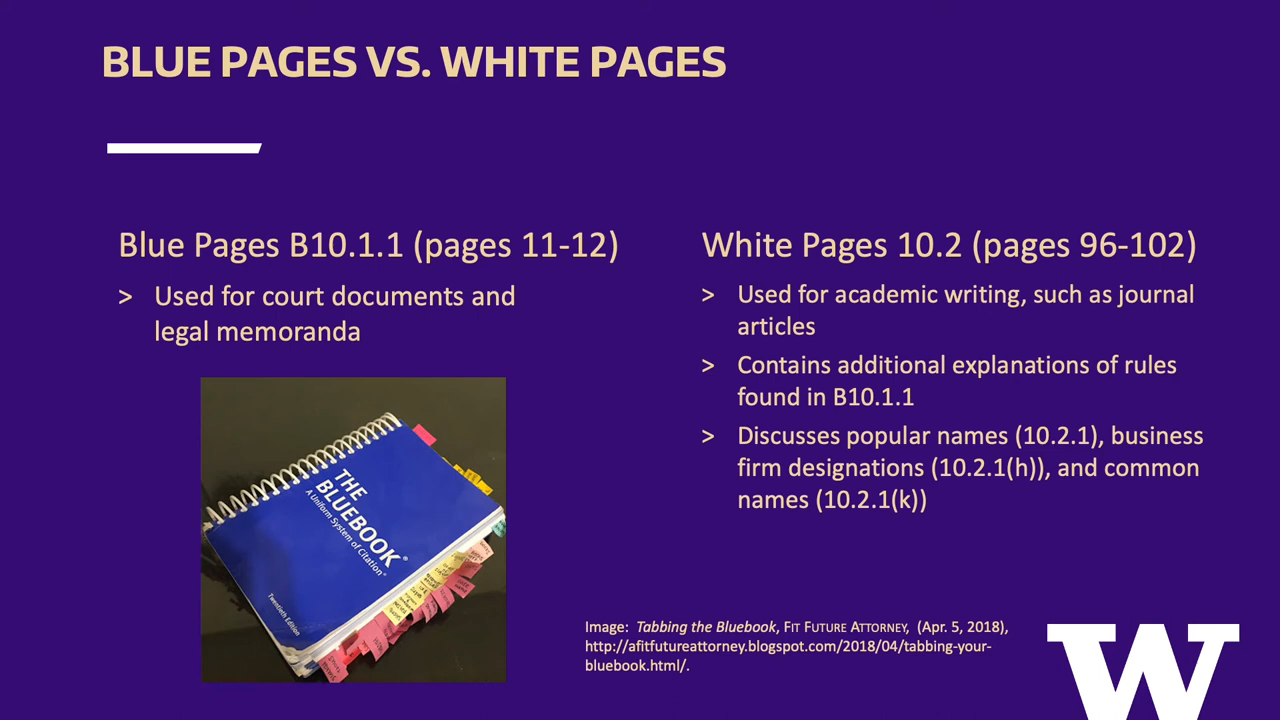 BLUE PAGES VS. WHITE PAGES
Blue Pages B10.1.1 (pages 11-12)
> Used for court documents and
legal memoranda
THE
BLUEBOOK®
A Uniform System of Citation®
Twentieth Edition
White Pages 10.2 (pages 96-102)
> Used for academic writing, such as journal
articles
> Contains additional explanations of rules
found in B10.1.1
> Discusses popular names (10.2.1), business
firm designations (10.2.1(h)), and common
names (10.2.1(k))
Image: Tabbing the Bluebook, FIT FUTURE ATTORNEY, (Apr. 5, 2018),
http://afitfutureattorney.blogspot.com/2018/04/tabbing-your-
bluebook.html/.
W